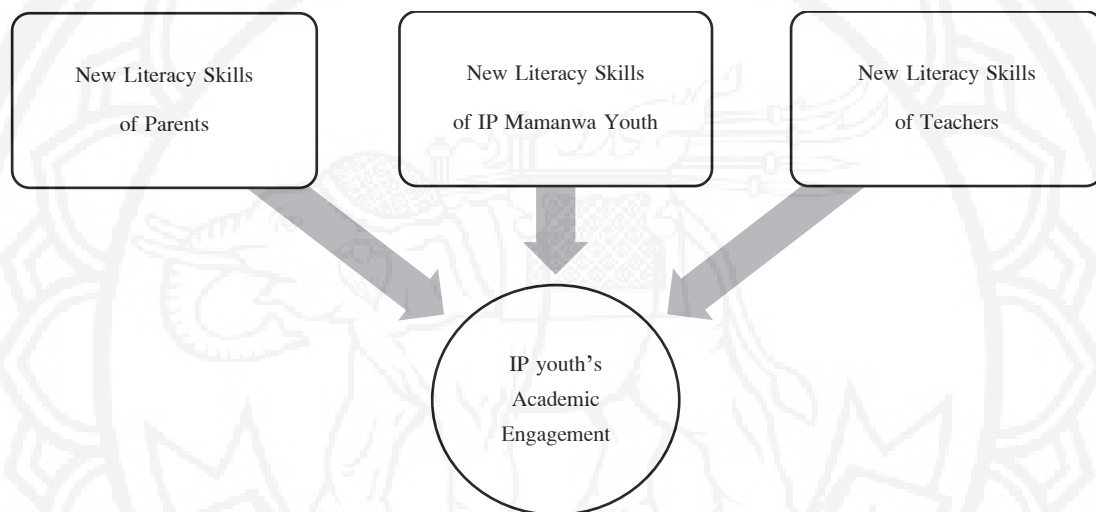 New Literacy Skills
of Parents
New Literacy Skills
of IP Mamanwa Youth
New Literacy Skills
of Teachers
IP youth’s
Academic
Engagement